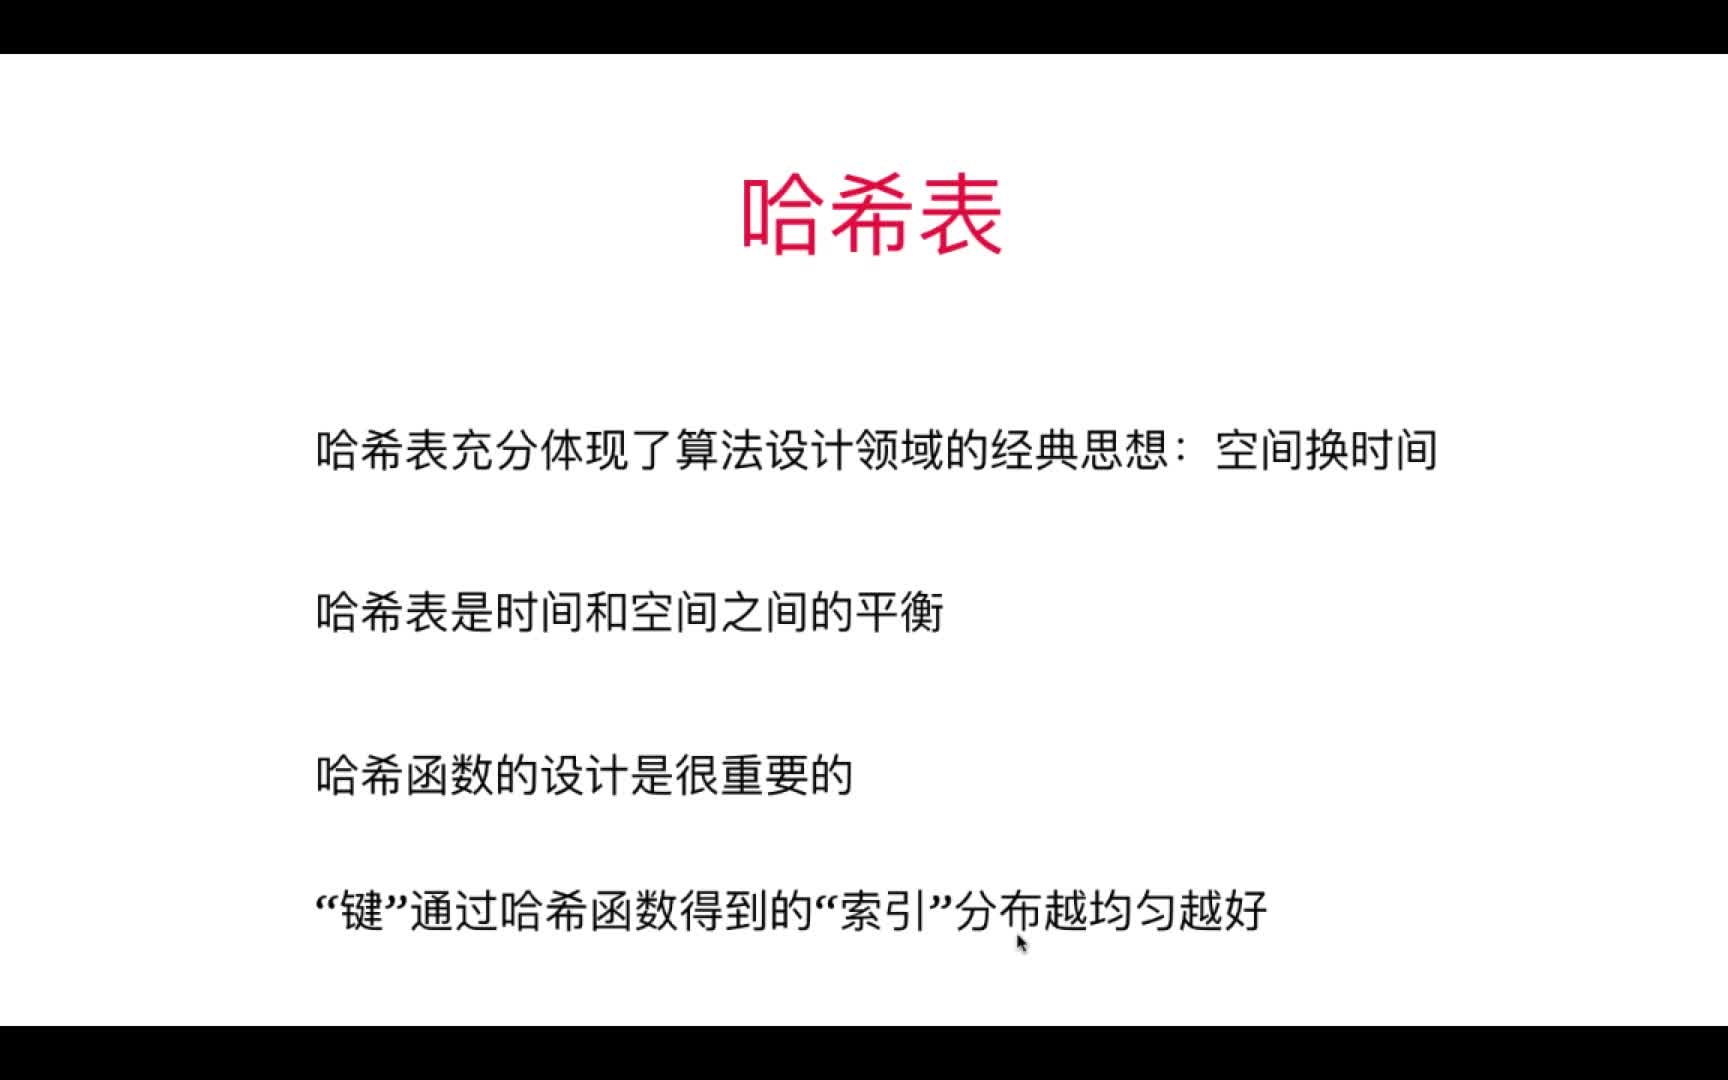 哈希表
哈希表充分体现了算法设计领域的经典思想：空间换时间
哈希表是时间和空间之间的平衡
哈希函数的设计是很重要的
“键”通过哈希函数得到的“索引”分布越均匀越好